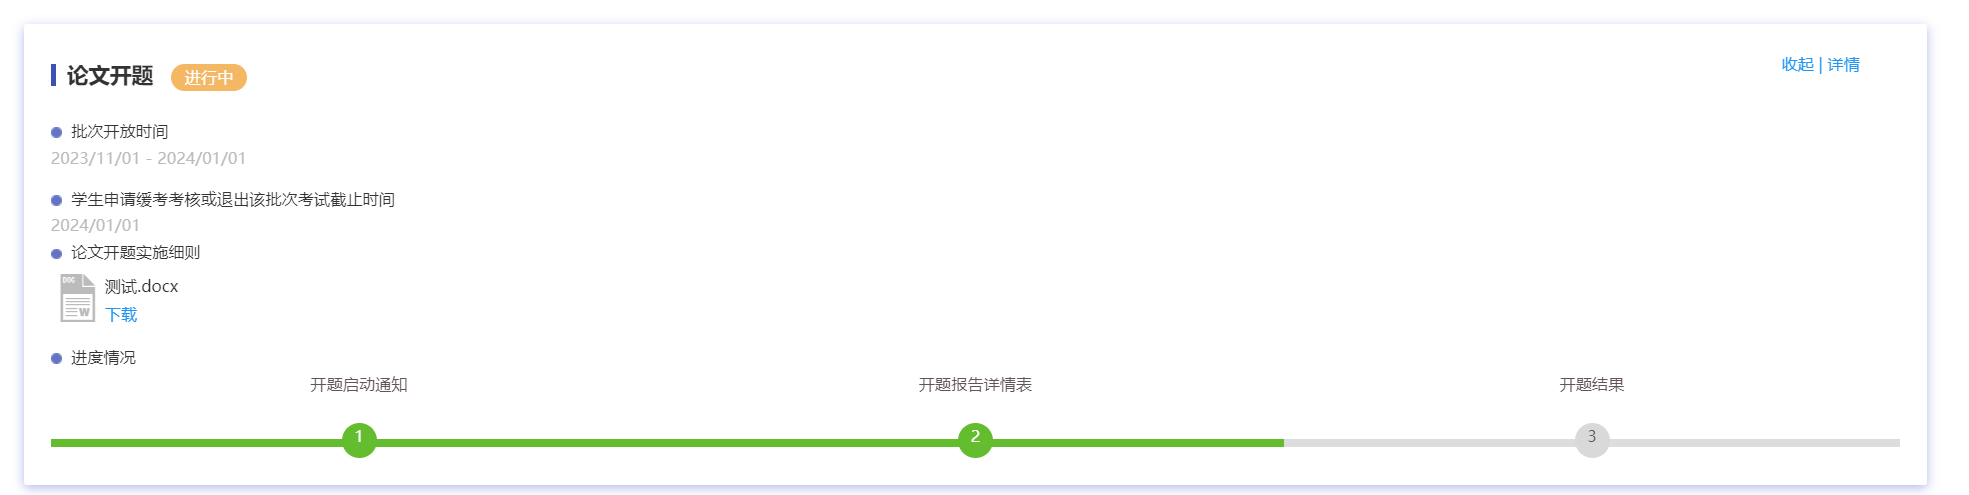 论文开题 进行中 收起 | 详情
批次开放时间
2023/11/01 - 2024/01/01
学生申请缓考考核或退出该批次考试截止时间
2024/01/01
论文开题实施细则
DOC
W
测试.docx
下载
进度情况
开题启动通知 开题报告详情表 开题结果
1 2 3